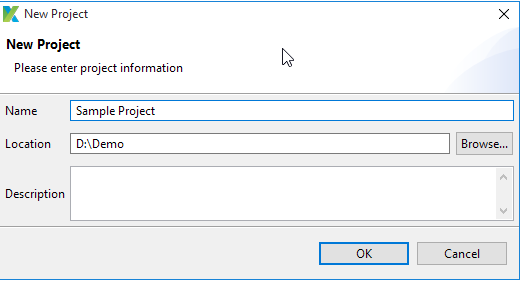 New Project
New Project
Please enter project information
Name Sample Project
Location D:\Demo Browse...
Description
OK Cancel